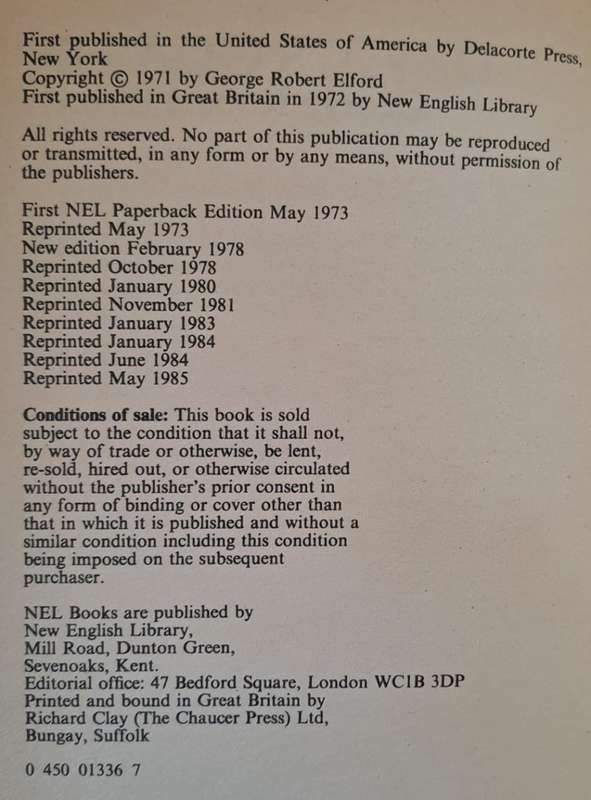 First published in the United States of America by Delacorte Press,
New York
Copyright © 1971 by George Robert Elford
First published in Great Britain in 1972 by New English Library
All rights reserved. No part of this publication may be reproduced
or transmitted, in any form or by any means, without permission of
the publishers.
First NEL Paperback Edition May 1973
Reprinted May 1973
New edition February 1978
Reprinted October 1978
Reprinted January 1980
Reprinted November 1981
Reprinted January 1983
Reprinted January 1984
Reprinted June 1984
Reprinted May 1985
Conditions of sale: This book is sold
subject to the condition that it shall not,
by way of trade or otherwise, be lent,
re-sold, hired out, or otherwise circulated
without the publisher's prior consent in
any form of binding or cover other than
that in which it is published and without a
similar condition including this condition
being imposed on the subsequent
purchaser.
NEL Books are published by
New English Library,
Mill Road, Dunton Green,
Sevenoaks, Kent.
Editorial office: 47 Bedford Square, London WC1B 3DP
Printed and bound in Great Britain by
Richard Clay (The Chaucer Press) Ltd,
Bungay, Suffolk
0 450 01336 7